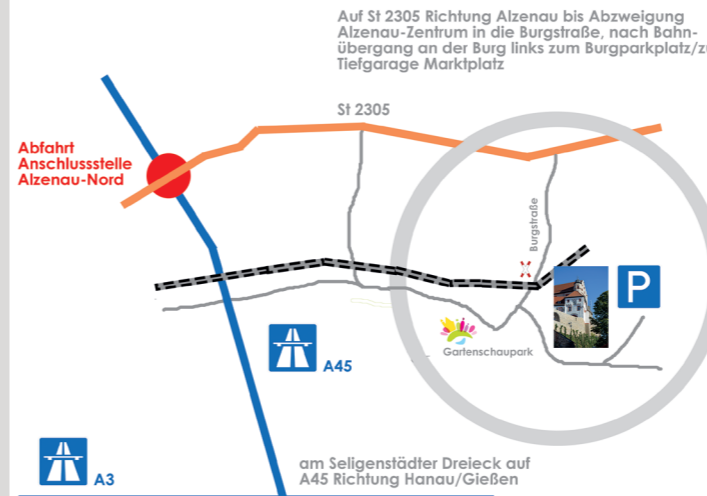 Auf St 2305 Richtung Alzenau bis Abzweigung
Alzenau-Zentrum in die Burgstraße, nach Bahn-
übergang an der Burg links zum Burgparkplatz/zu
Tiefgarage Marktplatz
St 2305
Abfahrt
Anschlussstelle
Alzenau-Nord
Burgstraße
P
Gartenschaupark
A45
A3
am Seligenstädter Dreieck auf
A45 Richtung Hanau/Gießen